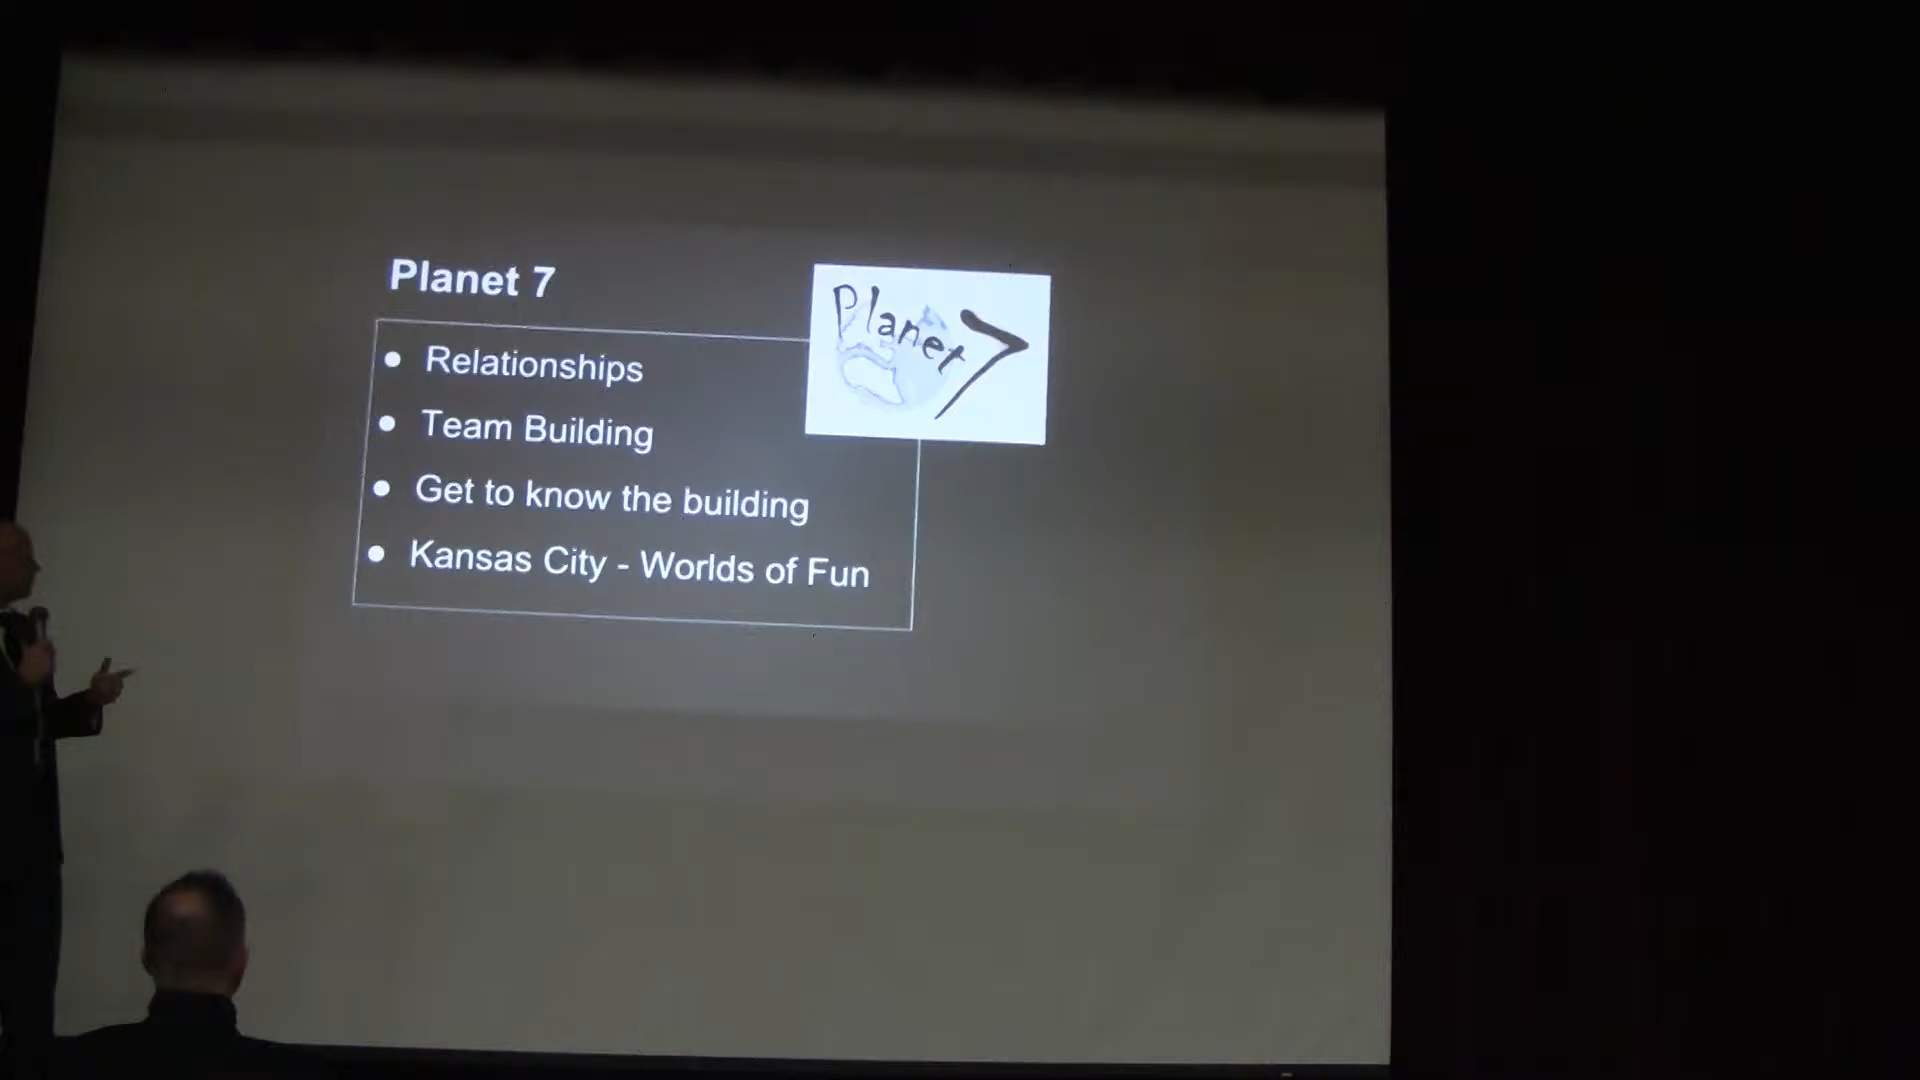 Planet 7
Planet 7
Relationships
Team Building
Get to know the building
Kansas City - Worlds of Fun